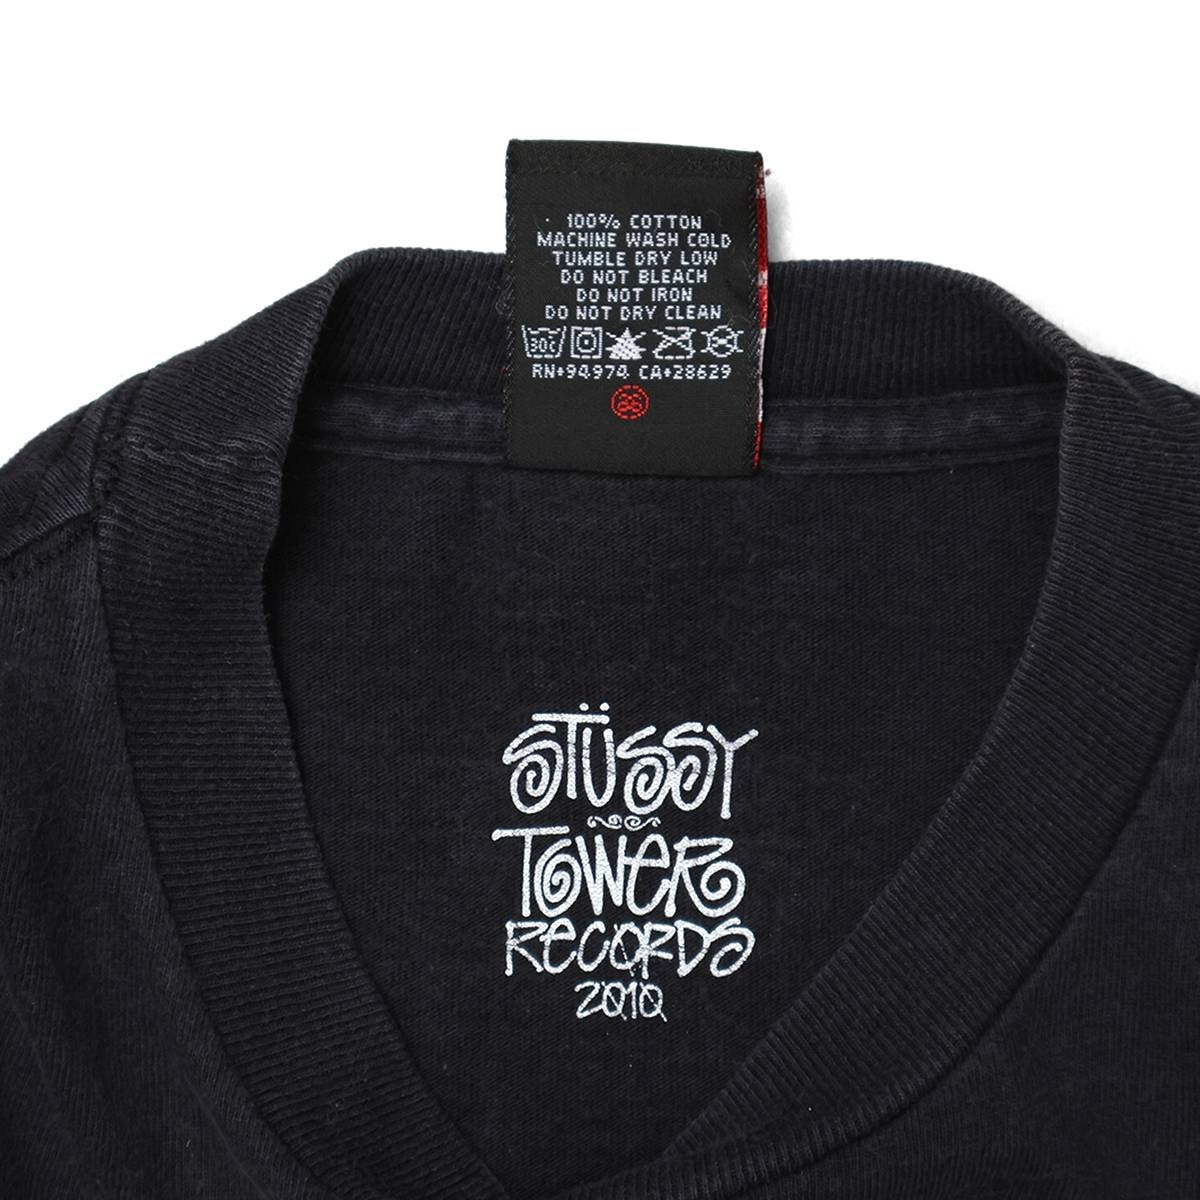 100% COTTON
MACHINE WASH COLD
TUMBLE DRY LOW
DO NOT BLEACH
DO NOT IRON
DO NOT DRY CLEAN
30c
RN+94974 CA+28629
STÜSSY
TOWER
RECORDS
2010